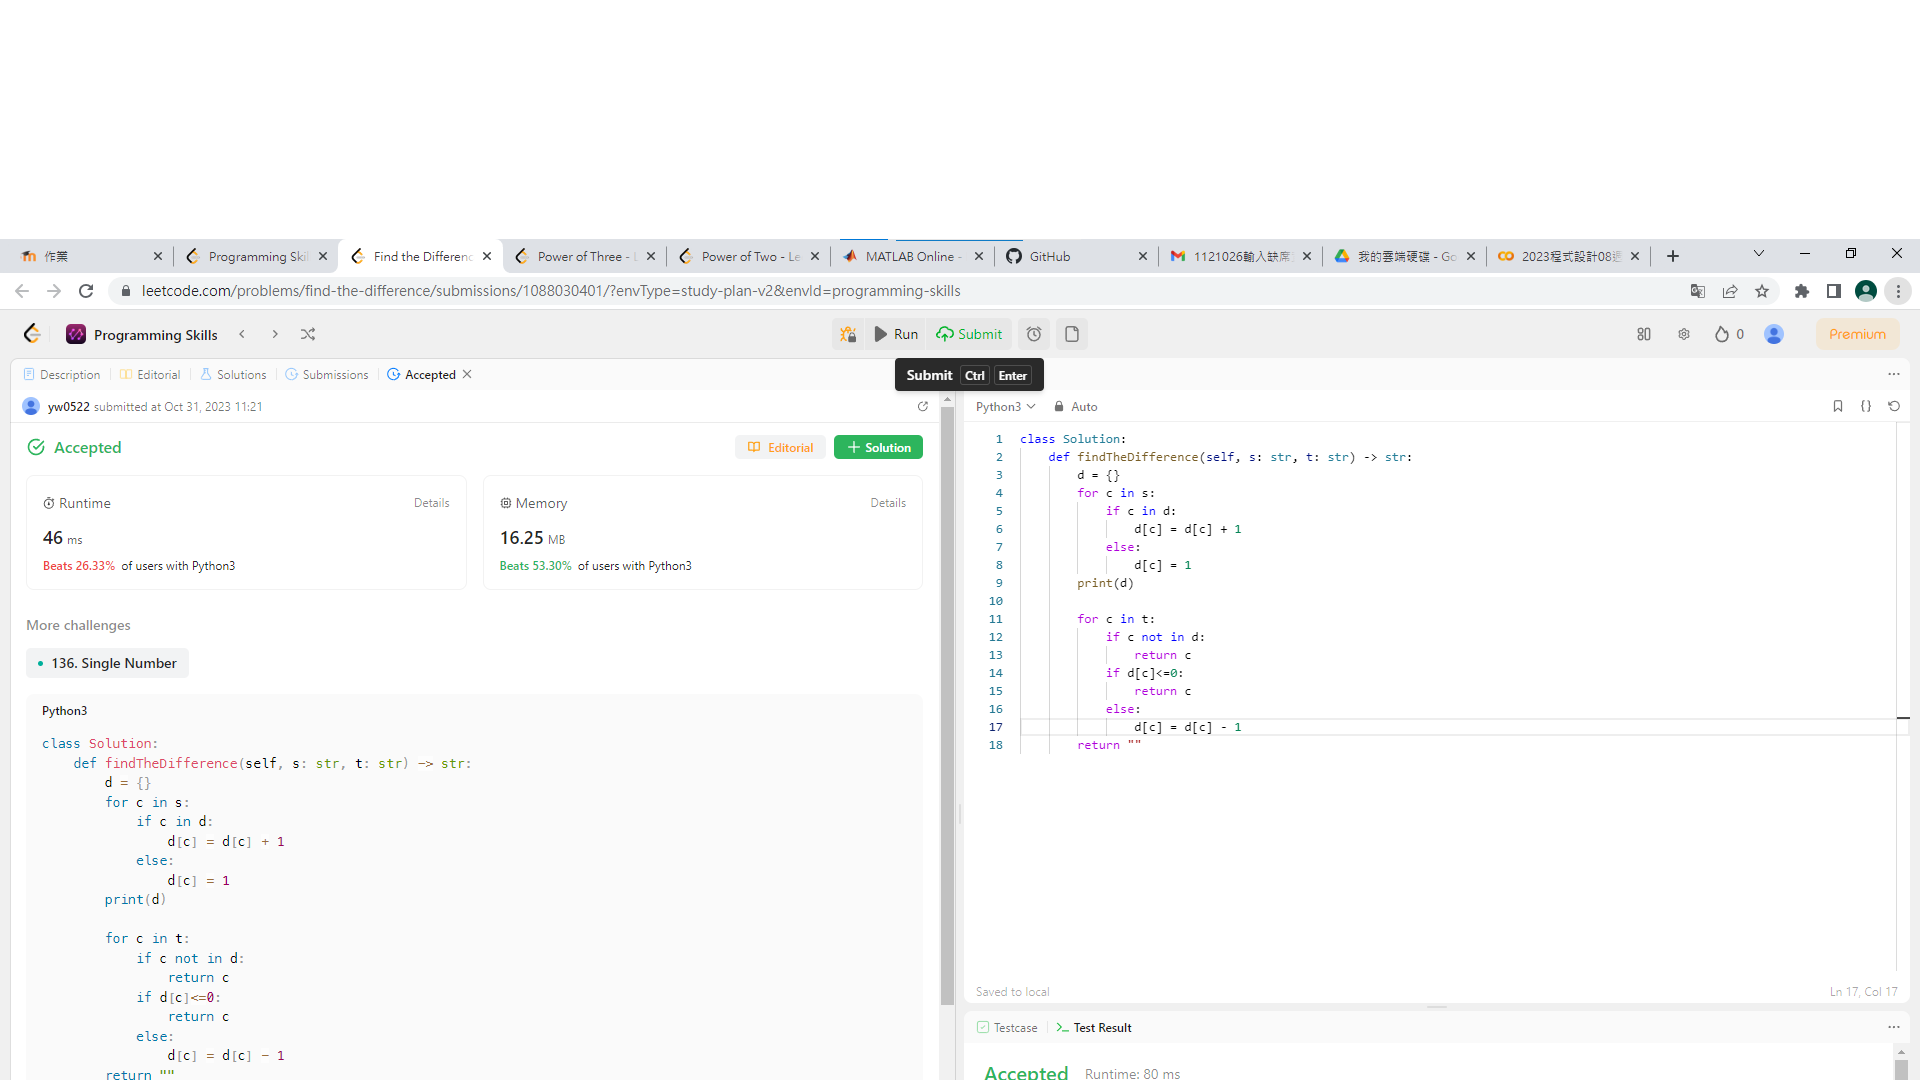 作業
Programming Ski
Find the Differenc
Power of Three - L
Power of Two - Le
MATLAB Online -
GitHub
1121026輸入缺席
我的雲端硬碟 - Go
2023程式設計08週
leetcode.com/problems/find-the-difference/submissions/1088030401/?envType=study-plan-v2&envId=programming-skills
Programming Skills
Run
Submit
0
Premium
Description
Editorial
Solutions
Submissions
Accepted
Submit Ctrl Enter
yw0522 submitted at Oct 31, 2023 11:21
Accepted
Editorial
Solution
Runtime
Details
46 ms
Beats 26.33% of users with Python3
Memory
Details
16.25 MB
Beats 53.30% of users with Python3
More challenges
136. Single Number
Python3
class Solution:
    def findTheDifference(self, s: str, t: str) -> str:
        d = {}
        for c in s:
            if c in d:
                d[c] = d[c] + 1
            else:
                d[c] = 1
        print(d)
        for c in t:
            if c not in d:
                return c
            if d[c]<=0:
                return c
            else:
                d[c] = d[c] - 1
        return ""
Python3
Auto
1 class Solution:
2     def findTheDifference(self, s: str, t: str) -> str:
3         d = {}
4         for c in s:
5             if c in d:
6                 d[c] = d[c] + 1
7             else:
8                 d[c] = 1
9         print(d)
10
11         for c in t:
12             if c not in d:
13                 return c
14             if d[c]<=0:
15                 return c
16             else:
17                 d[c] = d[c] - 1
18         return ""
Saved to local
Ln 17, Col 17
Testcase
Test Result
Accepted
Runtime: 80 ms